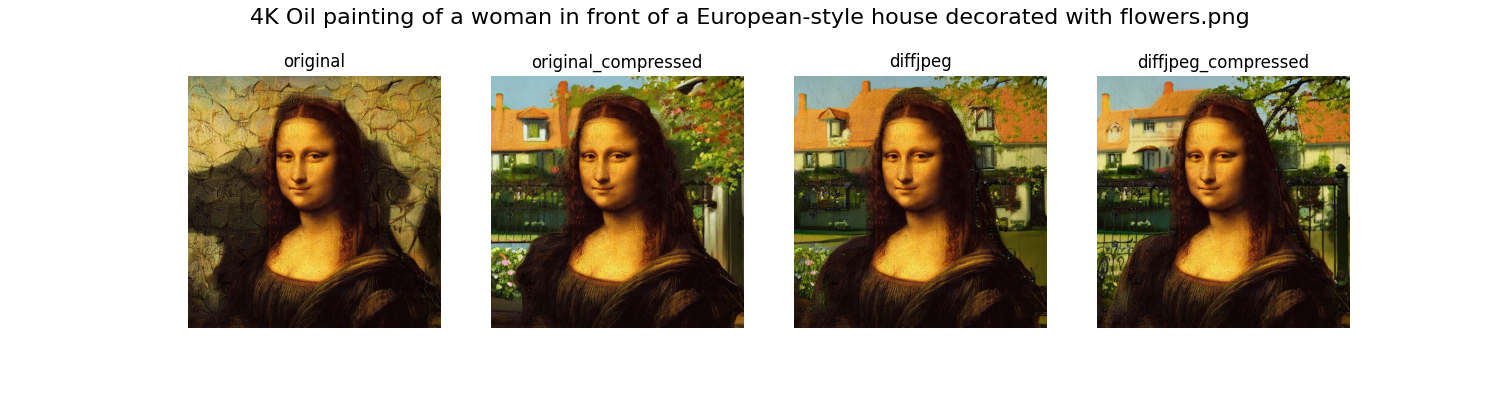 4K Oil painting of a woman in front of a European-style house decorated with flowers.png
original
original_compressed
diffjpeg
diffjpeg_compressed